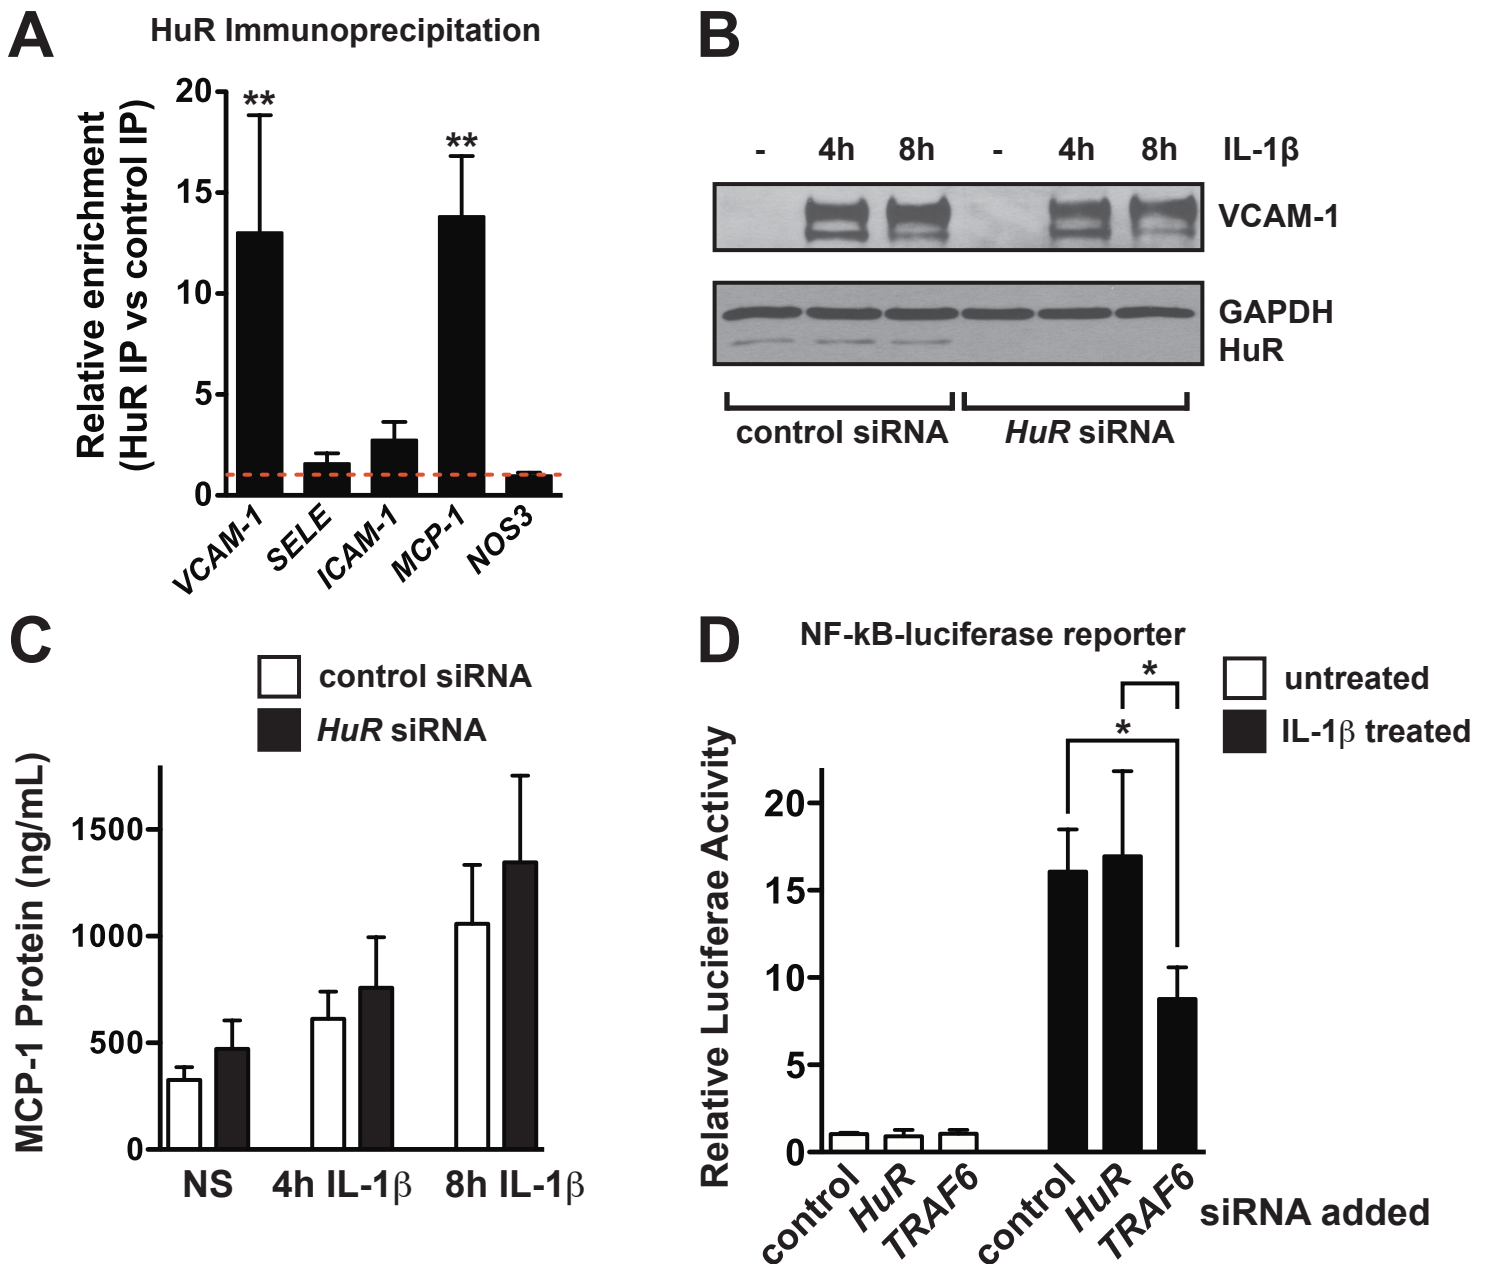 A
HuR Immunoprecipitation
Relative enrichment
(HuR IP vs control IP)
20
15
10
5
0
**
**
VCAM-1
SELE
ICAM-1
MCP-1
NOS3
B
- 4h 8h - 4h 8h IL-1β
VCAM-1
GAPDH
HuR
control siRNA
HuR siRNA
C
control siRNA
HuR siRNA
MCP-1 Protein (ng/mL)
1500
1000
500
0
NS
4h IL-1β
8h IL-1β
D
NF-kB-luciferase reporter
untreated
IL-1β treated
*
*
Relative Luciferae Activity
20
15
10
5
0
control
HuR
TRAF6
control
HuR
TRAF6
siRNA added